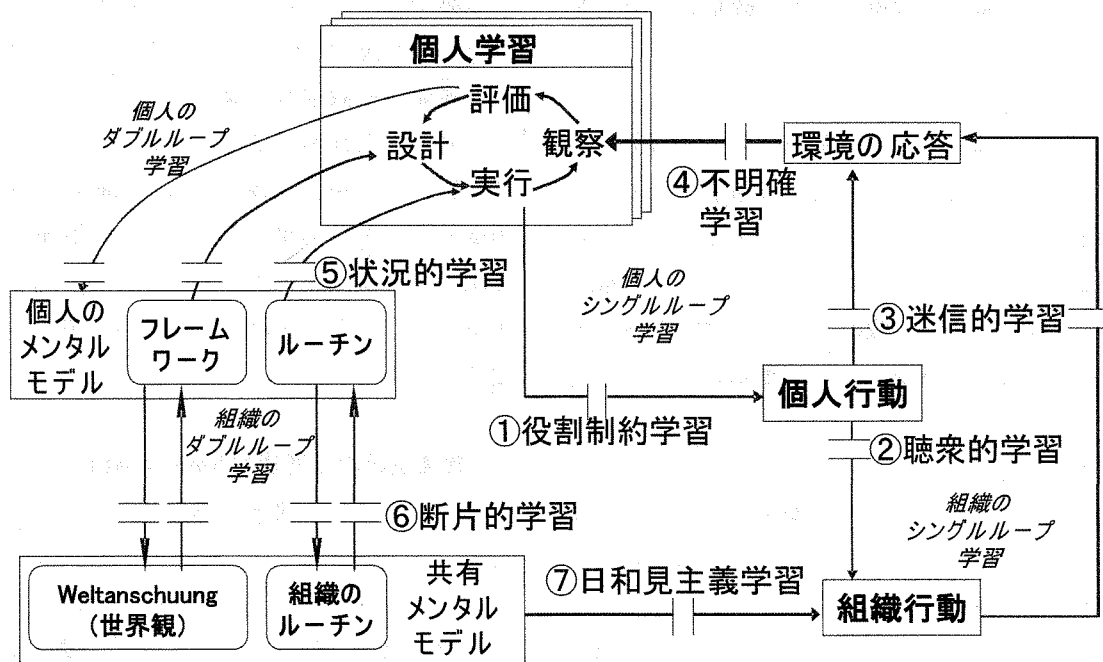 個人学習
評価
設計
観察
実行
個人の
ダブルループ
学習
環境の応答
④不明確
学習
⑤状況的学習
個人の
シングルループ
学習
③迷信的学習
個人の
メンタル
モデル
フレーム
ワーク
ルーチン
個人行動
①役割制約学習
②聴衆的学習
組織の
ダブルループ
学習
組織の
シングルループ
学習
⑥断片的学習
Weltanschuung
(世界観)
組織の
ルーチン
共有
メンタル
モデル
⑦日和見主義学習
組織行動